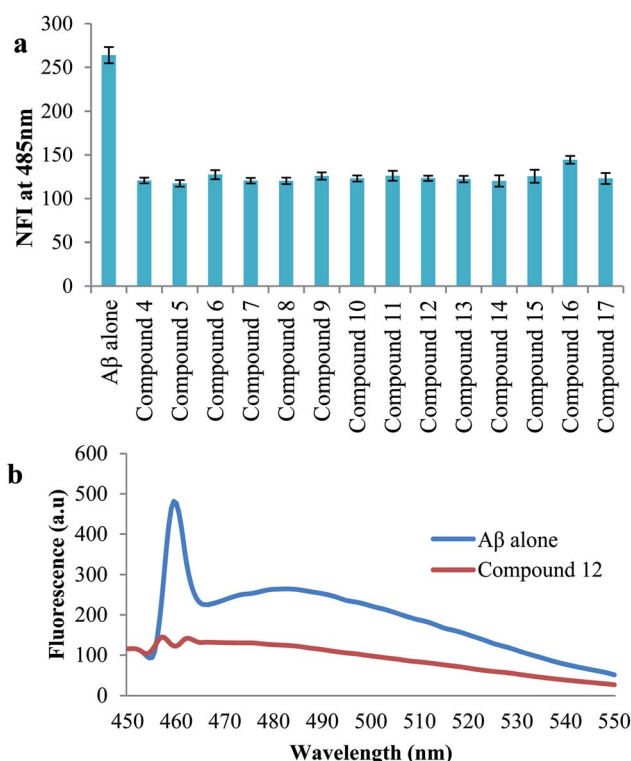 a
NFI at 485nm
300
250
200
150
100
50
0
Aβ alone
Compound 4
Compound 5
Compound 6
Compound 7
Compound 8
Compound 9
Compound 10
Compound 11
Compound 12
Compound 13
Compound 14
Compound 15
Compound 16
Compound 17
b
Fluorescence (a.u)
600
500
400
300
200
100
0
Aβ alone
Compound 12
450 460 470 480 490 500 510 520 530 540 550
Wavelength (nm)